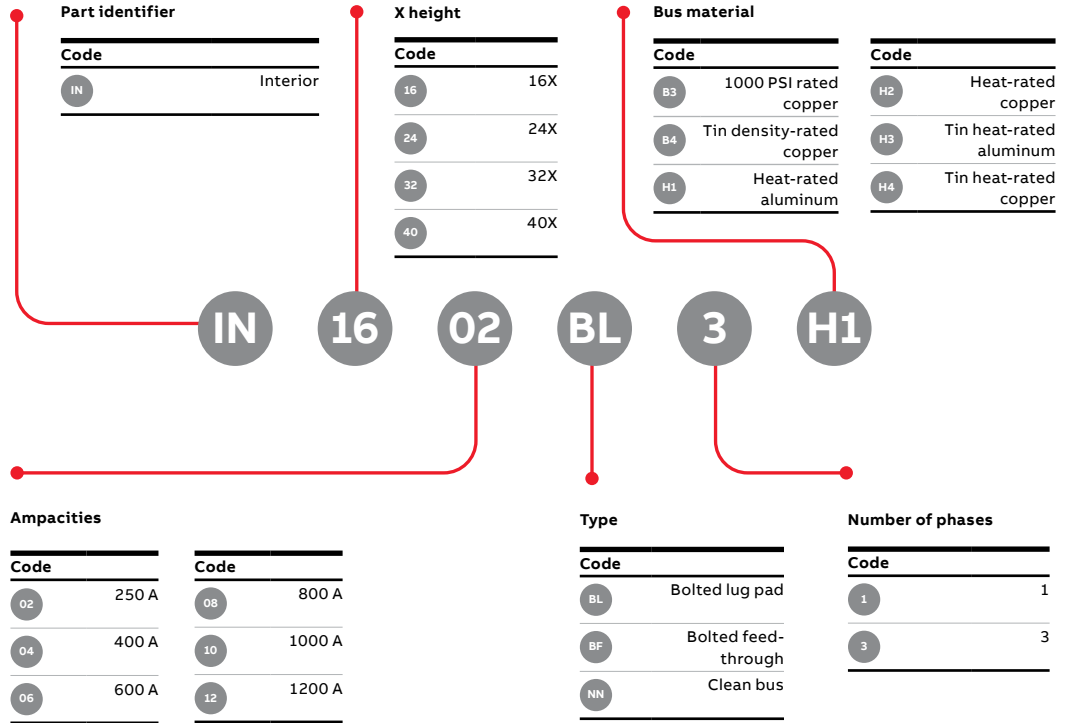 Part identifier
Code
IN Interior
X height
Code
16 16X
24 24X
32 32X
40 40X
Bus material
Code
B3 1000 PSI rated
copper
B4 Tin density-rated
copper
H1 Heat-rated
aluminum
Code
H2 Heat-rated
copper
H3 Tin heat-rated
aluminum
H4 Tin heat-rated
copper
IN 16 02 BL 3 H1
Ampacities
Code
02 250 A
04 400 A
06 600 A
Code
08 800 A
10 1000 A
12 1200 A
Type
Code
BL Bolted lug pad
BF Bolted feed-
through
NN Clean bus
Number of phases
Code
1 1
3 3